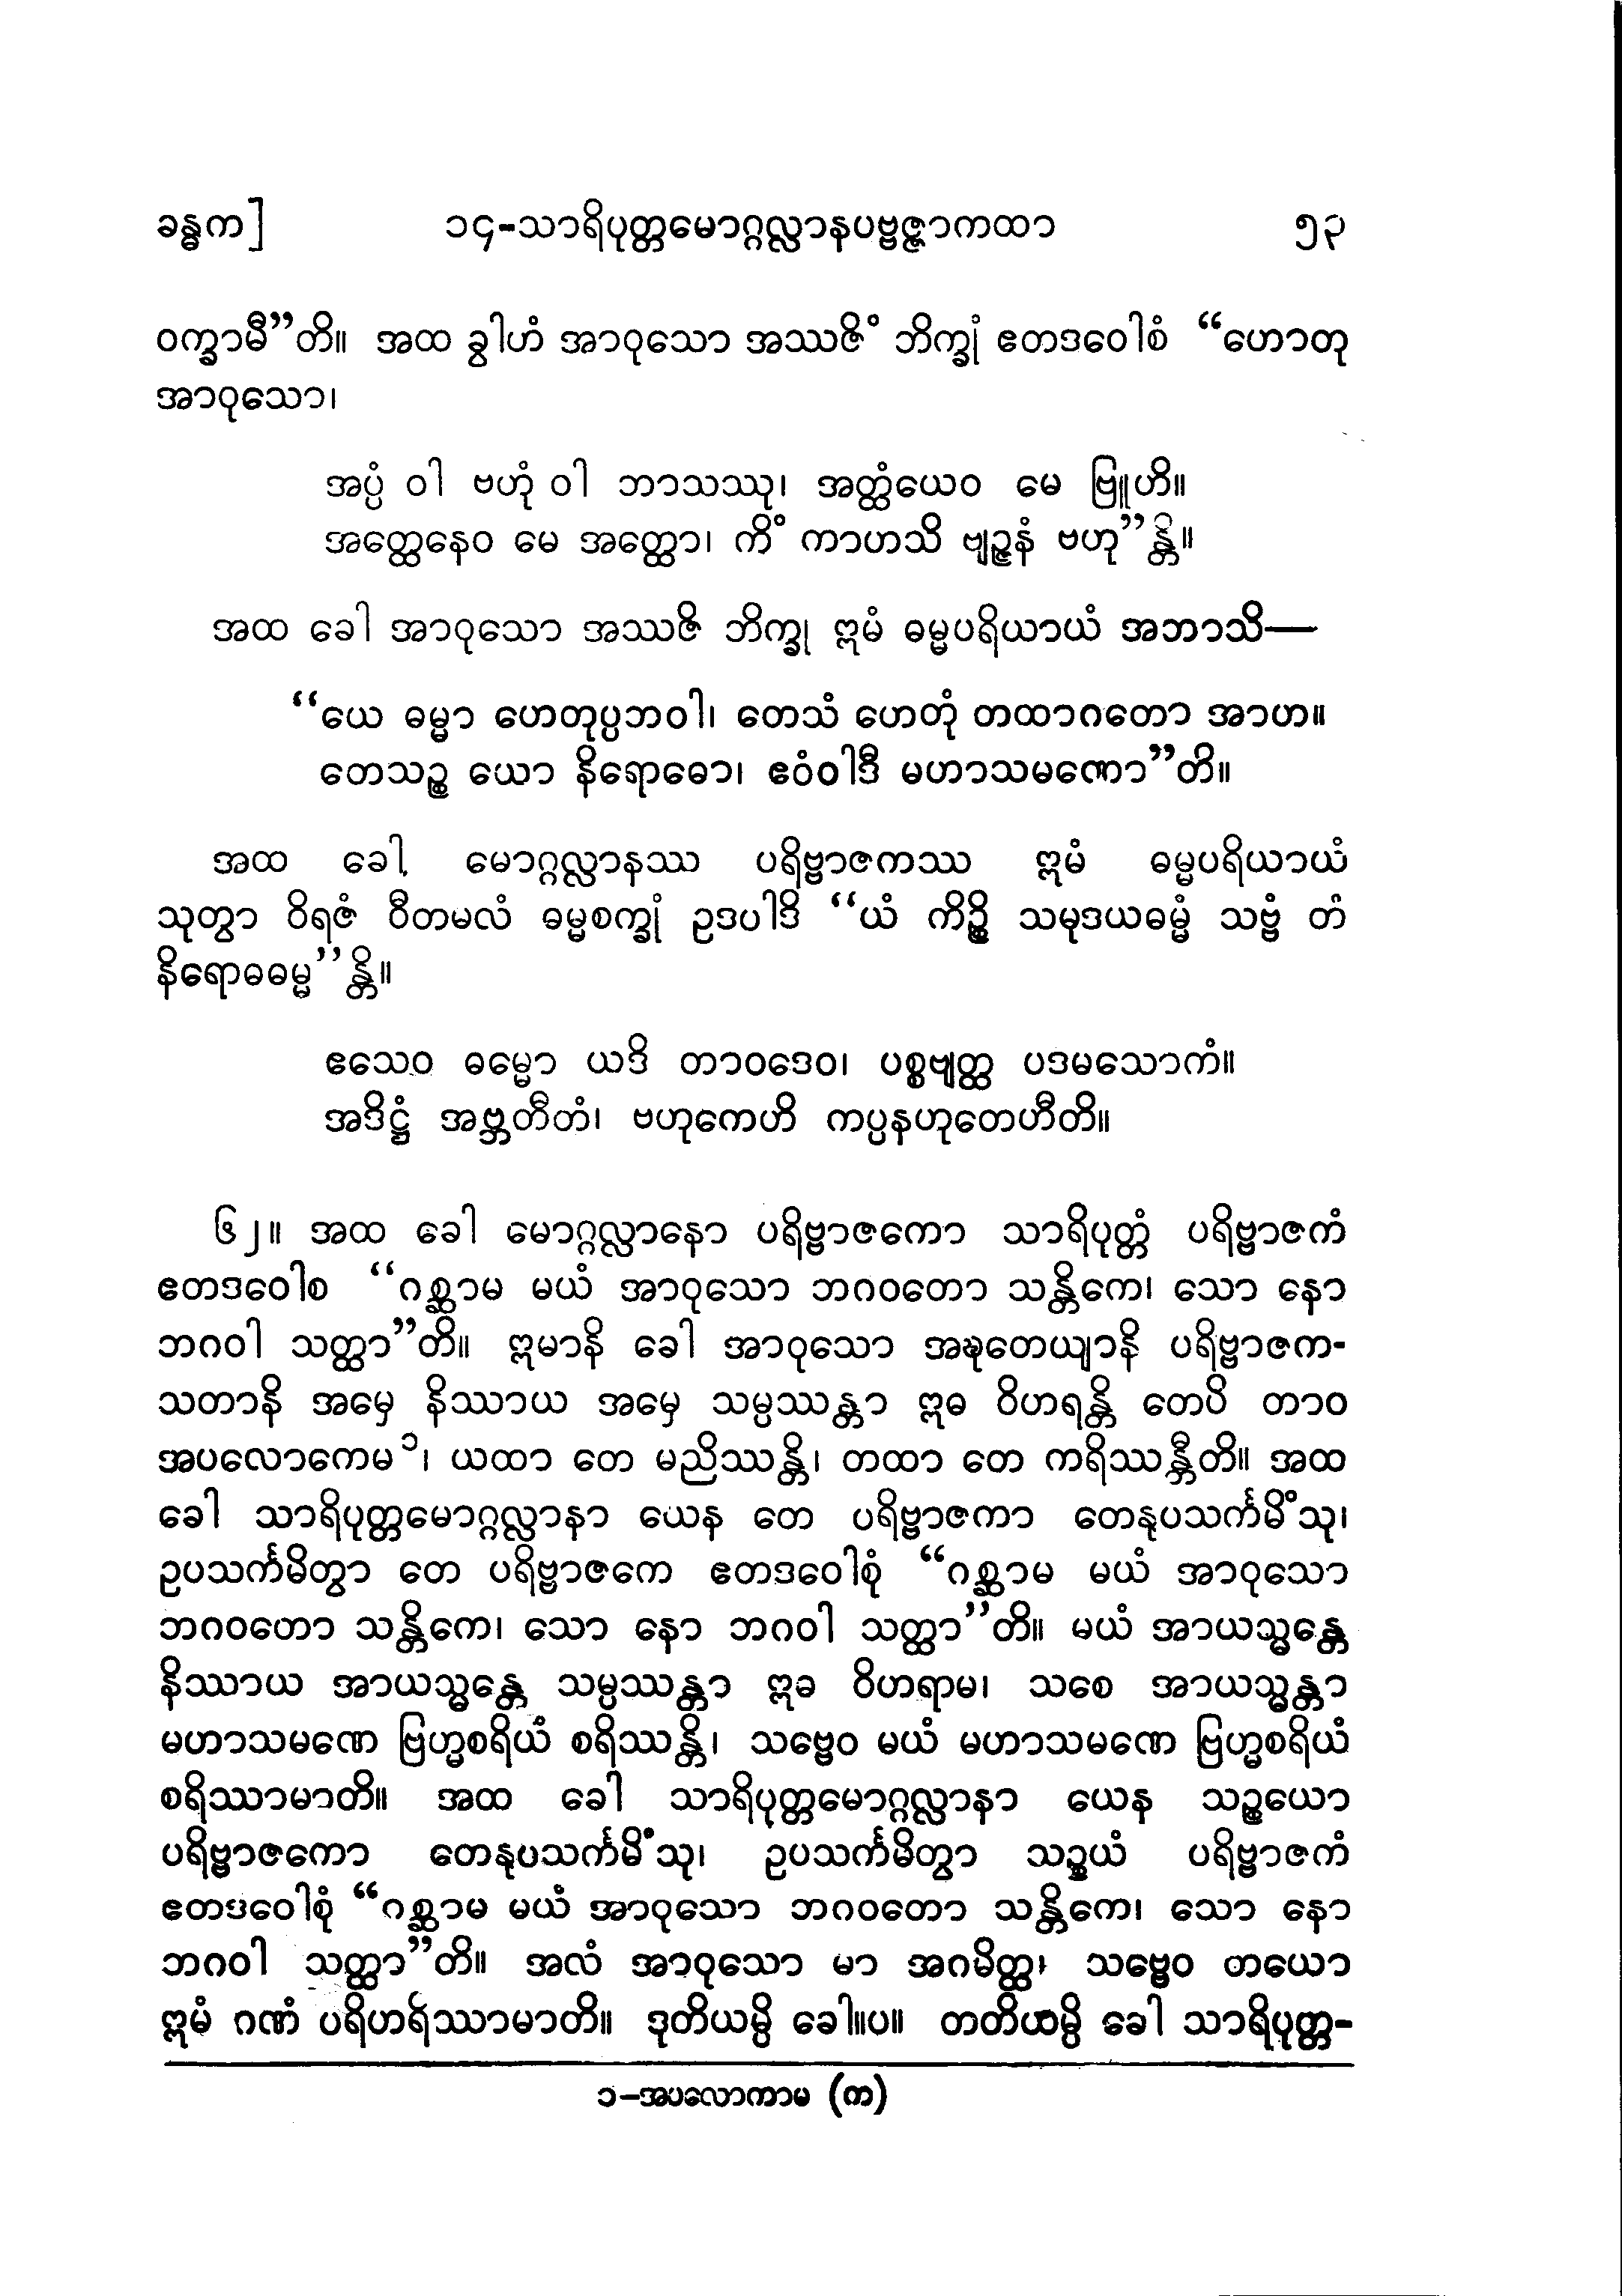 ခန္ဓက] ၁၄-သာရိပုတ္တမောဂ္ဂလ္လာနပဗ္ဗဇ္ဇာကထာ ၅၃
ဝက္ခာမီ”တိ။ အထ ခွါဟံ အာဝုသော အဿဇိံ ဘိက္ခုံ ဧတဒဝေါစံ “ဟောတု
အာဝုသော၊
အပ္ပံ ဝါ ဗဟုံ ဝါ ဘာသဿု၊ အတ္ထံယေဝ မေ ဗြူဟိ။
အတ္ထေနေဝ မေ အတ္ထော၊ ကိံ ကာဟသိ ဗျဉ္ဇနံ ဗဟု”န္တိ။
အထ ခေါ အာဝုသော အဿဇိ ဘိက္ခု ဣမံ ဓမ္မပရိယာယံ အဘာသိ—
“ယေ ဓမ္မာ ဟေတုပ္ပဘဝါ၊ တေသံ ဟေတုံ တထာဂတော အာဟ။
တေသဉ္စ ယော နိရောဓော၊ ဧဝံဝါဒီ မဟာသမဏော”တိ။
အထ ခေါ မောဂ္ဂလ္လာနဿ ပရိဗ္ဗာဇကဿ ဣမံ ဓမ္မပရိယာယံ
သုတွာ ဝိရဇံ ဝီတမလံ ဓမ္မစက္ခုံ ဥဒပါဒိ “ယံ ကိဉ္စိ သမုဒယဓမ္မံ သဗ္ဗံ တံ
နိရောဓဓမ္မ”န္တိ။
ဧသေဝ ဓမ္မော ယဒိ တာဝဒေဝ၊ ပစ္စဗျတ္ထ ပဒမသောကံ။
အဒိဋ္ဌံ အဗ္ဘတီတံ၊ ဗဟုကေဟိ ကပ္ပနဟုတေဟီတိ။
၆၂။ အထ ခေါ မောဂ္ဂလ္လာနော ပရိဗ္ဗာဇကော သာရိပုတ္တံ ပရိဗ္ဗာဇကံ
ဧတဒဝေါစ “ဂစ္ဆာမ မယံ အာဝုသော ဘဂဝတော သန္တိကေ၊ သော နော
ဘဂဝါ သတ္ထာ”တိ။ ဣမာနိ ခေါ အာဝုသော အဍ္ဎတေယျာနိ ပရိဗ္ဗာဇက-
သတာနိ အမှေ နိဿာယ အမှေ သမ္ပဿန္တာ ဣဓ ဝိဟရန္တိ တေပိ တာဝ
အပလောကေမ ၁၊ ယထာ တေ မညိဿန္တိ၊ တထာ တေ ကရိဿန္တီတိ။ အထ
ခေါ သာရိပုတ္တမောဂ္ဂလ္လာနာ ယေန တေ ပရိဗ္ဗာဇကာ တေနုပသင်္ကမိံသု၊
ဥပသင်္ကမိတွာ တေ ပရိဗ္ဗာဇကေ ဧတဒဝေါစုံ “ဂစ္ဆာမ မယံ အာဝုသော
ဘဂဝတော သန္တိကေ၊ သော နော ဘဂဝါ သတ္ထာ”တိ။ မယံ အာယသ္မန္တေ
နိဿာယ အာယသ္မန္တေ သမ္ပဿန္တာ ဣဓ ဝိဟရာမ၊ သစေ အာယသ္မန္တာ
မဟာသမဏေ ဗြဟ္မစရိယံ စရိဿန္တိ၊ သဗ္ဗေဝ မယံ မဟာသမဏေ ဗြဟ္မစရိယံ
စရိဿာမာတိ။ အထ ခေါ သာရိပုတ္တမောဂ္ဂလ္လာနာ ယေန သဉ္စယော
ပရိဗ္ဗာဇကော တေနုပသင်္ကမိံသု၊ ဥပသင်္ကမိတွာ သဉ္စယံ ပရိဗ္ဗာဇကံ
ဧတဒဝေါစုံ “ဂစ္ဆာမ မယံ အာဝုသော ဘဂဝတော သန္တိကေ၊ သော နော
ဘဂဝါ သတ္ထာ”တိ။ အလံ အာဝုသော မာ အဂမိတ္ထ၊ သဗ္ဗေဝ တယော
ဣမံ ဂဏံ ပရိဟရိဿာမာတိ။ ဒုတိယမ္ပိ ခေါ။ပ။ တတိယမ္ပိ ခေါ သာရိပုတ္တ-
၁-အပလောကာမ (က)